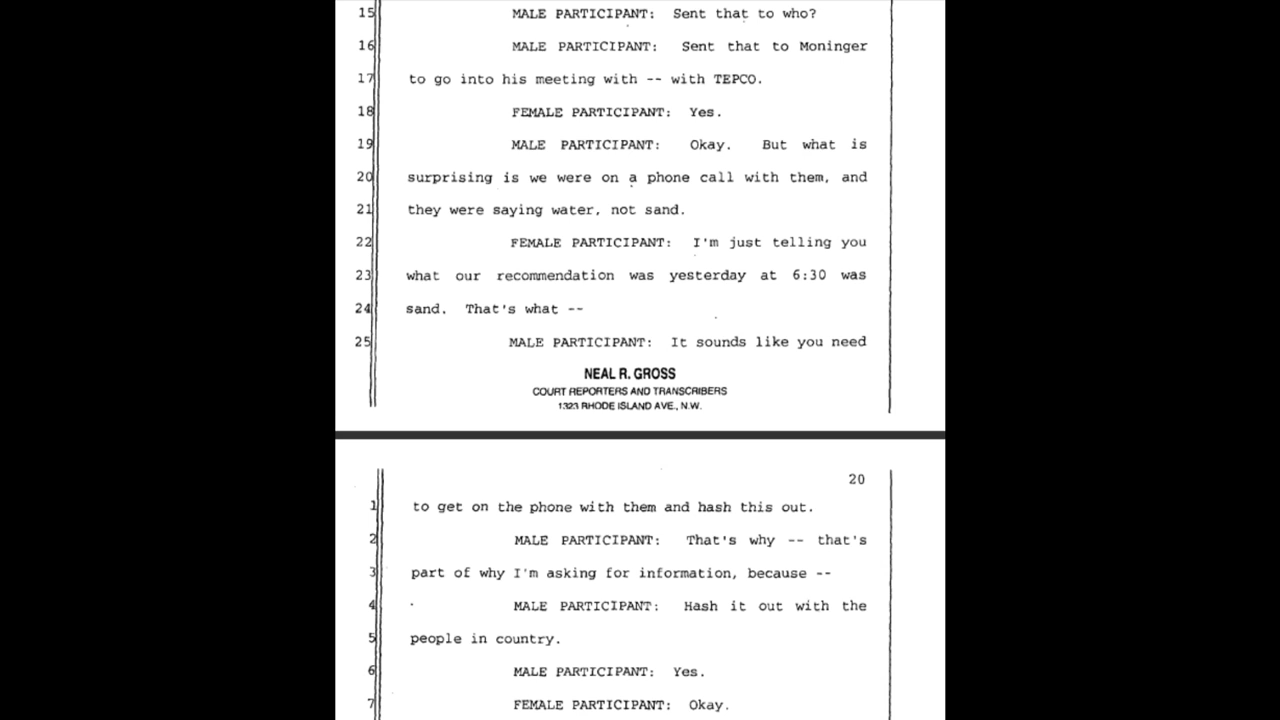 15 MALE PARTICIPANT: Sent that to who?
16 MALE PARTICIPANT: Sent that to Moninger
17 to go into his meeting with -- with TEPCO.
18 FEMALE PARTICIPANT: Yes.
19 MALE PARTICIPANT: Okay. But what is
20 surprising is we were on a phone call with them, and
21 they were saying water, not sand.
22 FEMALE PARTICIPANT: I'm just telling you
23 what our recommendation was yesterday at 6:30 was
24 sand. That's what --
25 MALE PARTICIPANT: It sounds like you need
NEAL R. GROSS
COURT REPORTERS AND TRANSCRIBERS
1323 RHODE ISLAND AVE., N.W.
20
1 to get on the phone with them and hash this out.
2 MALE PARTICIPANT: That's why -- that's
3 part of why I'm asking for information, because --
4 MALE PARTICIPANT: Hash it out with the
5 people in country.
6 MALE PARTICIPANT: Yes.
7 FEMALE PARTICIPANT: Okay.